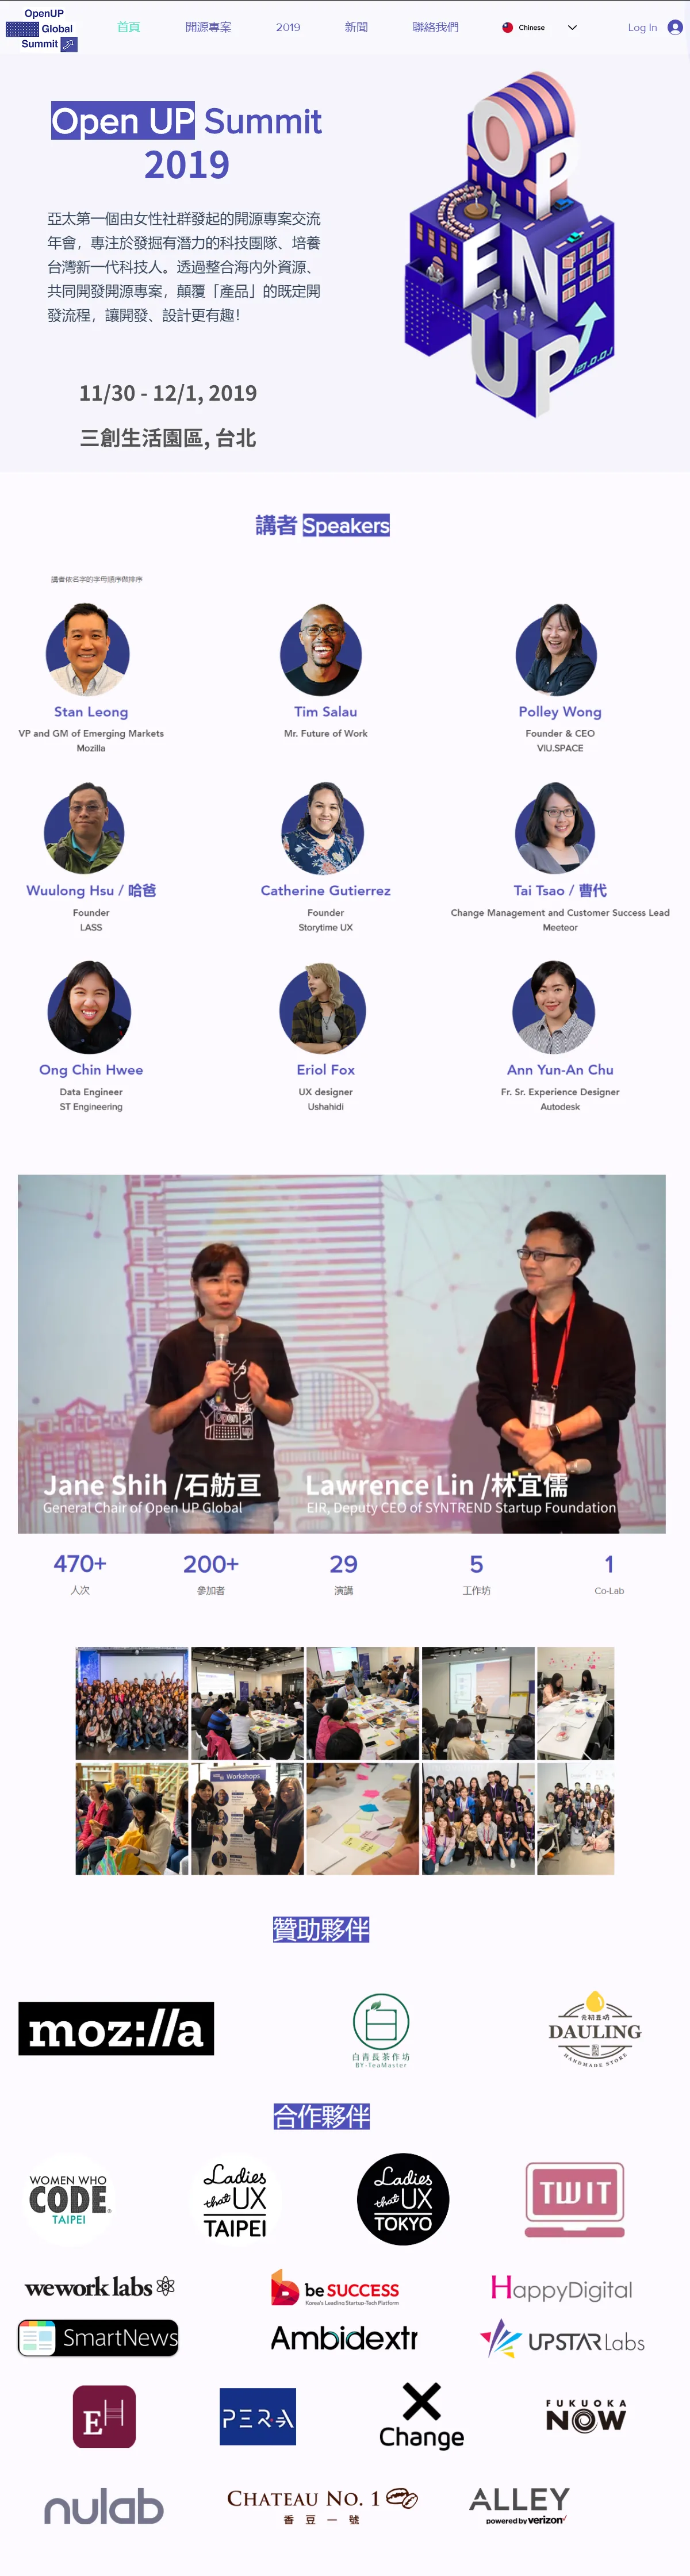 OpenUP
Global
Summit
首頁
開源專案
2019
新聞
聯絡我們
Chinese
Log In
Open UP Summit
2019
亞太第一個由女性社群發起的開源專案交流
年會，專注於發掘有潛力的科技團隊、培養
台灣新一代科技人。透過整合海內外資源、
共同開發開源專案，顛覆「產品」的既定開
發流程，讓開發、設計更有趣！
11/30 - 12/1, 2019
三創生活園區, 台北
OP
EN
UP
127.0.0.1
講者 Speakers
講者依名字的字母順序做排序
Stan Leong
VP and GM of Emerging Markets
Mozilla
Tim Salau
Mr. Future of Work
Polley Wong
Founder & CEO
VIU.SPACE
Wuulong Hsu / 哈爸
Founder
LASS
Catherine Gutierrez
Founder
Storytime UX
Tai Tsao / 曹代
Change Management and Customer Success Lead
Meeteor
Ong Chin Hwee
Data Engineer
ST Engineering
Eriol Fox
UX designer
Ushahidi
Ann Yun-An Chu
Fr. Sr. Experience Designer
Autodesk
Open
Jane Shih /石舫亘
General Chair of Open UP Global
Lawrence Lin /林宜儒
EIR, Deputy CEO of SYNTREND Startup Foundation
470+
人次
200+
參加者
29
演講
5
工作坊
1
Co-Lab
Workshops
贊助夥伴
moz://a
白青長茶作坊
BY-TeaMaster
DAULING
HANDMADE STORE
合作夥伴
WOMEN WHO
CODE
TAIPEI
Ladies
that UX
TAIPEI
Ladies
that UX
TOKYO
TWIT
wework labs
be SUCCESS
Korea's Leading Startup-Tech Platform
HappyDigital
SmartNews
Ambidextr
UPSTAR Labs
EH
PERA
Change
FUKUOKA
NOW
nulab
CHATEAU NO. 1
香豆一號
ALLEY
powered by verizon